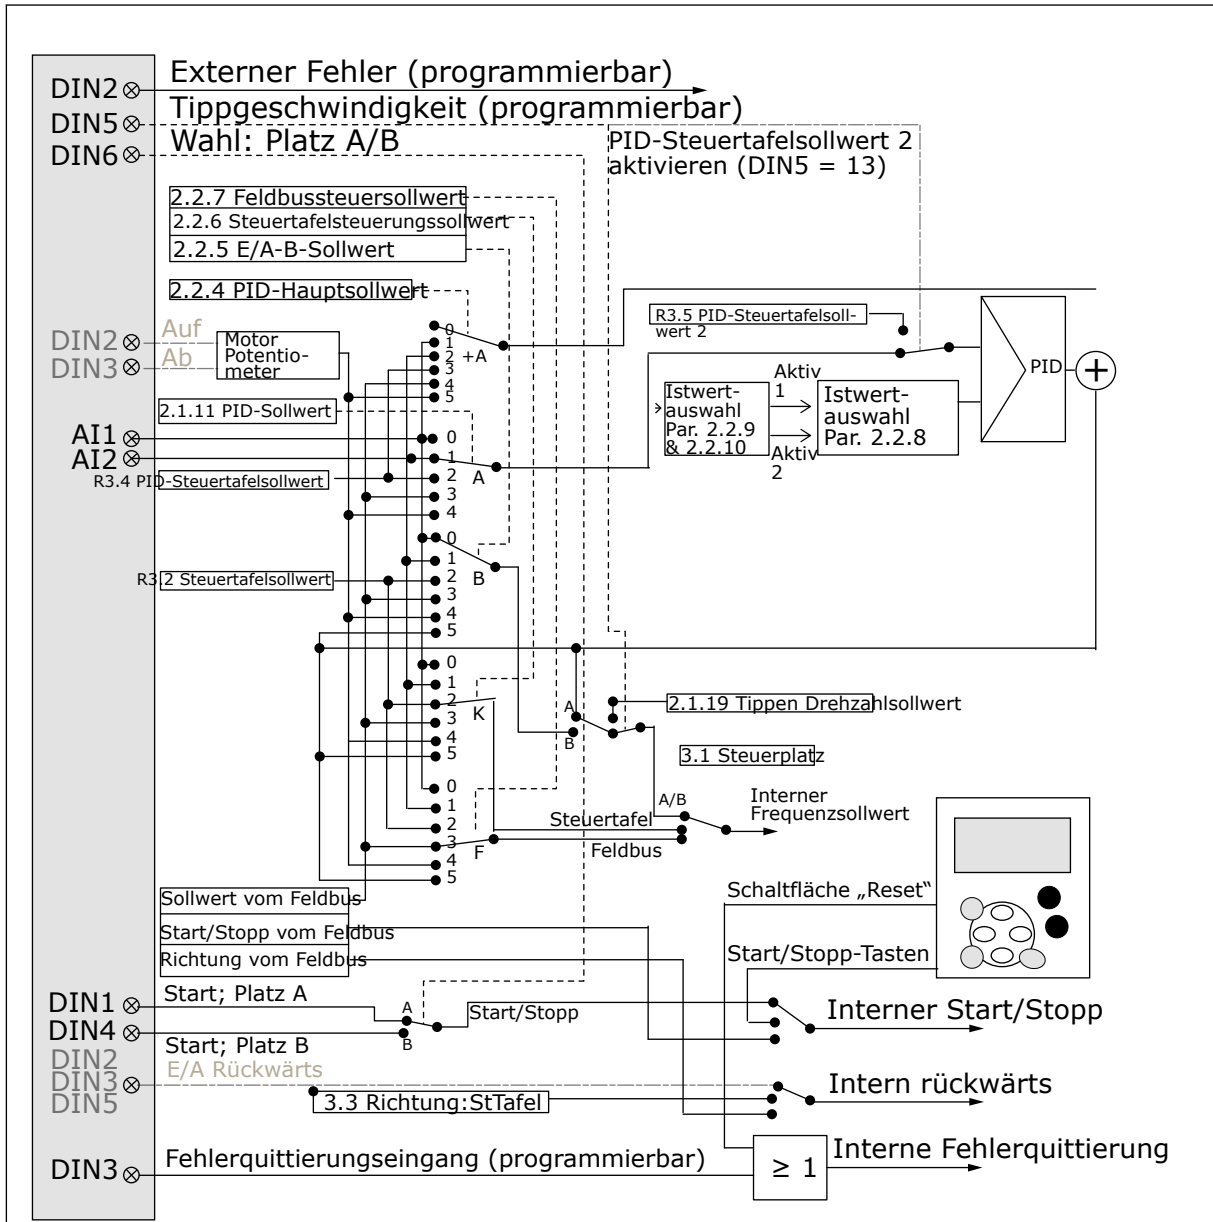 DIN2
Externer Fehler (programmierbar)
DIN5
Tippgeschwindigkeit (programmierbar)
DIN6
Wahl: Platz A/B
PID-Steuertafelsollwert 2
aktivieren (DIN5 = 13)
2.2.7 Feldbussteuersollwert
2.2.6 Steuertafelsteuerungssollwert
2.2.5 E/A-B-Sollwert
2.2.4 PID-Hauptsollwert
R3.5 PID-Steuertafelsoll-
wert 2
DIN2
Auf
DIN3
Ab
Motor
Potentio-
meter
0
1
2
3
4
5
+A
PID
+
Istwert-
auswahl
Par. 2.2.9
& 2.2.10
Aktiv
1
Aktiv
2
Istwert-
auswahl
Par. 2.2.8
2.1.11 PID-Sollwert
AI1
AI2
R3.4 PID-Steuertafelsollwert
0
1
2
3
4
A
R3.2 Steuertafelsollwert
0
1
2
3
4
5
B
0
1
2
3
4
5
K
A
B
2.1.19 Tippen Drehzahlsollwert
3.1 Steuerplatz
0
1
2
3
4
5
F
A/B
Steuertafel
Feldbus
Interner
Frequenzsollwert
Sollwert vom Feldbus
Start/Stopp vom Feldbus
Richtung vom Feldbus
Schaltfläche „Reset“
Start/Stopp-Tasten
DIN1
Start; Platz A
DIN4
Start; Platz B
A
B
Start/Stopp
Interner Start/Stopp
DIN2
DIN3
DIN5
E/A Rückwärts
3.3 Richtung:StTafel
Intern rückwärts
DIN3
Fehlerquittierungseingang (programmierbar)
≥ 1
Interne Fehlerquittierung